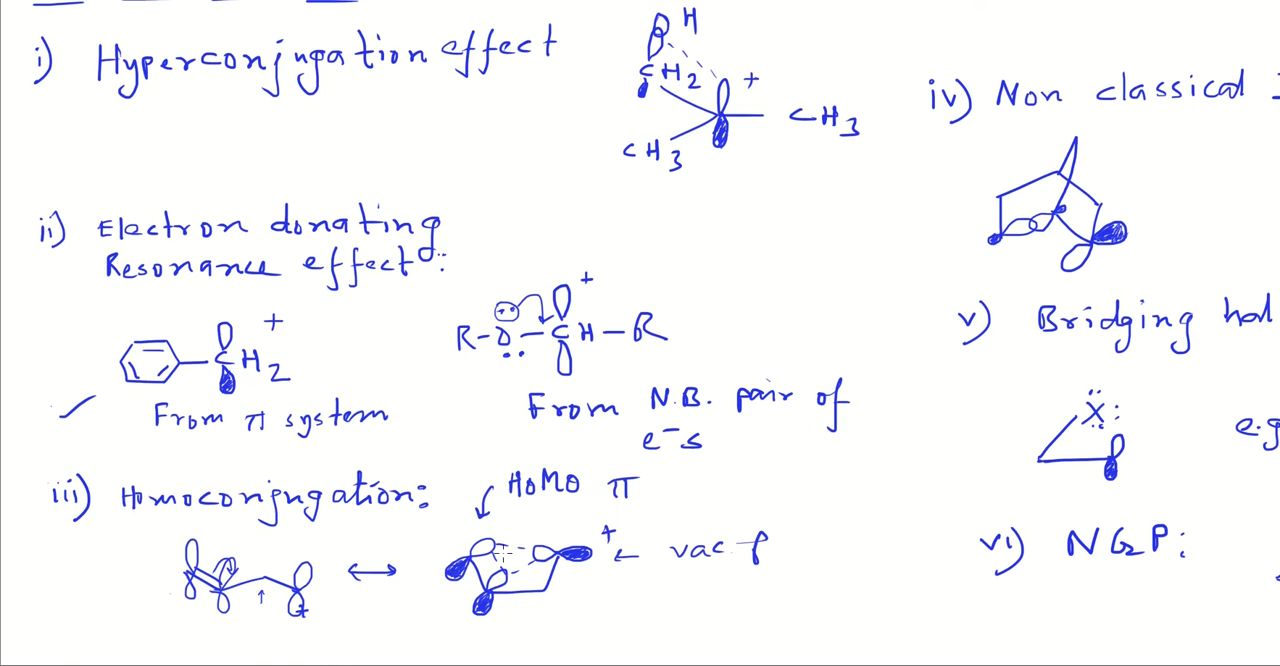 i) Hyperconjugation effect
H
CH2
+
CH3
CH3
ii) Electron donating
Resonance effect:
+
CH2
From π system
+
R-O-CH-R
From N.B. pair of
e-s
iii) Homoconjugation:
HOMO π
+
+ ← vac p
iv) Non classical
v) Bridging hal
X:
e.g
vi) NGP: